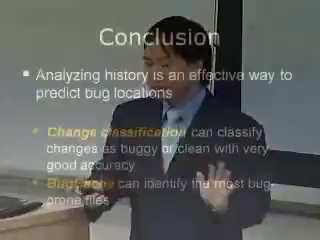 Conclusion
Analyzing history is an effective way to
predict bug locations
Change classification can classify
changes as buggy or clean with very
good accuracy
BugCache can identify the most bug-
prone files